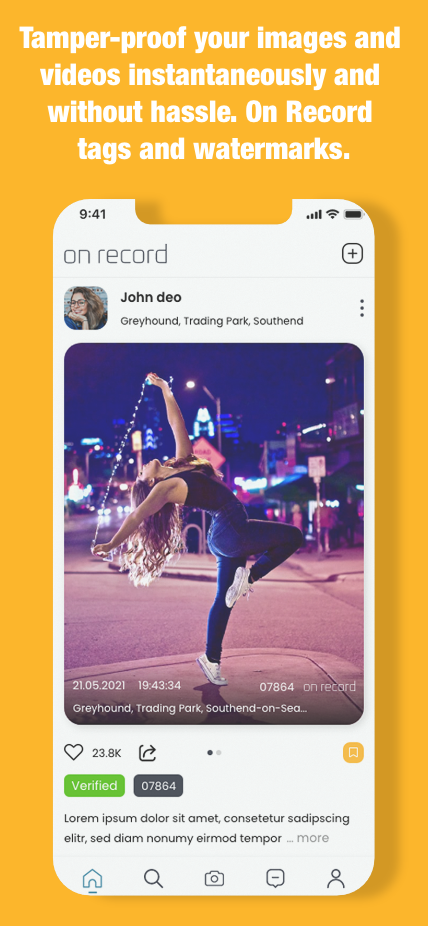 Tamper-proof your images and
videos instantaneously and
without hassle. On Record
tags and watermarks.
9:41
on record
John deo
Greyhound, Trading Park, Southend
21.05.2021 19:43:34 07864 on record
Greyhound, Trading Park, Southend-on-Sea...
23.8K
Verified 07864
Lorem ipsum dolor sit amet, consetetur sadipscing
elitr, sed diam nonumy eirmod tempor ... more